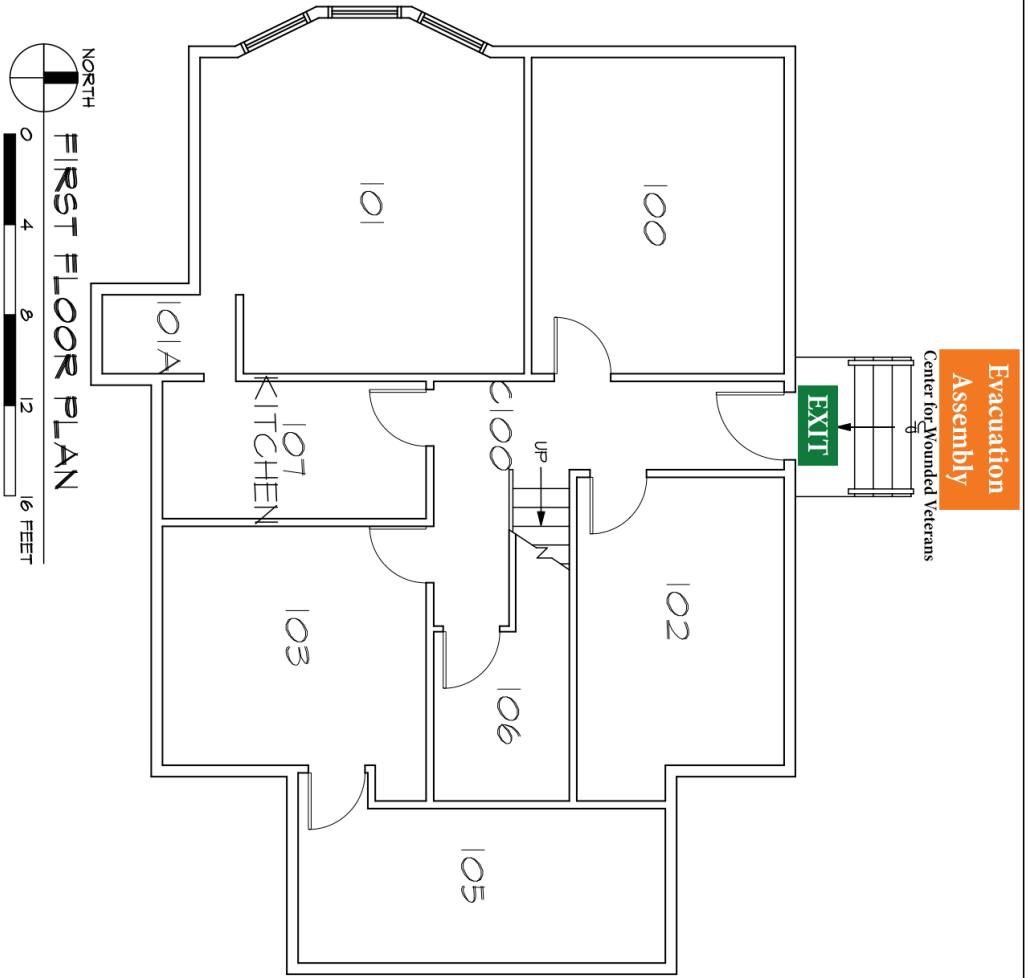 Evacuation
Assembly
Center for Wounded Veterans
UP
EXIT
100
101
101A
C100
UP
107
KITCHEN
102
103
106
105
NORTH
FIRST FLOOR PLAN
0 4 8 12 16 FEET